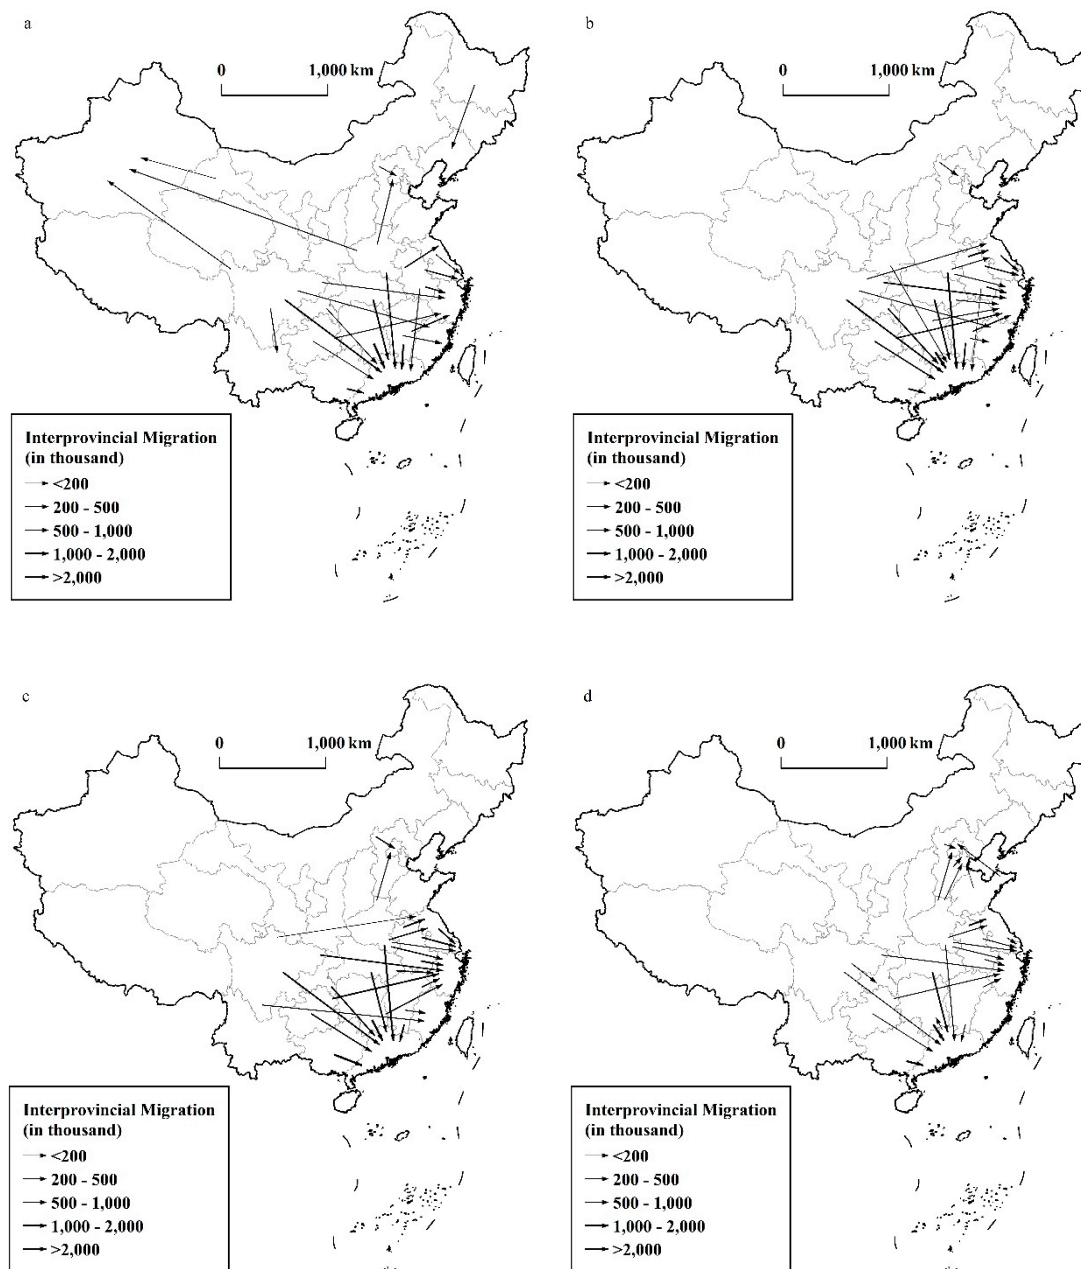 a
0 1,000 km
Interprovincial Migration
(in thousand)
<200
200 - 500
500 - 1,000
1,000 - 2,000
>2,000
b
0 1,000 km
Interprovincial Migration
(in thousand)
<200
200 - 500
500 - 1,000
1,000 - 2,000
>2,000
c
0 1,000 km
Interprovincial Migration
(in thousand)
<200
200 - 500
500 - 1,000
1,000 - 2,000
>2,000
d
0 1,000 km
Interprovincial Migration
(in thousand)
<200
200 - 500
500 - 1,000
1,000 - 2,000
>2,000